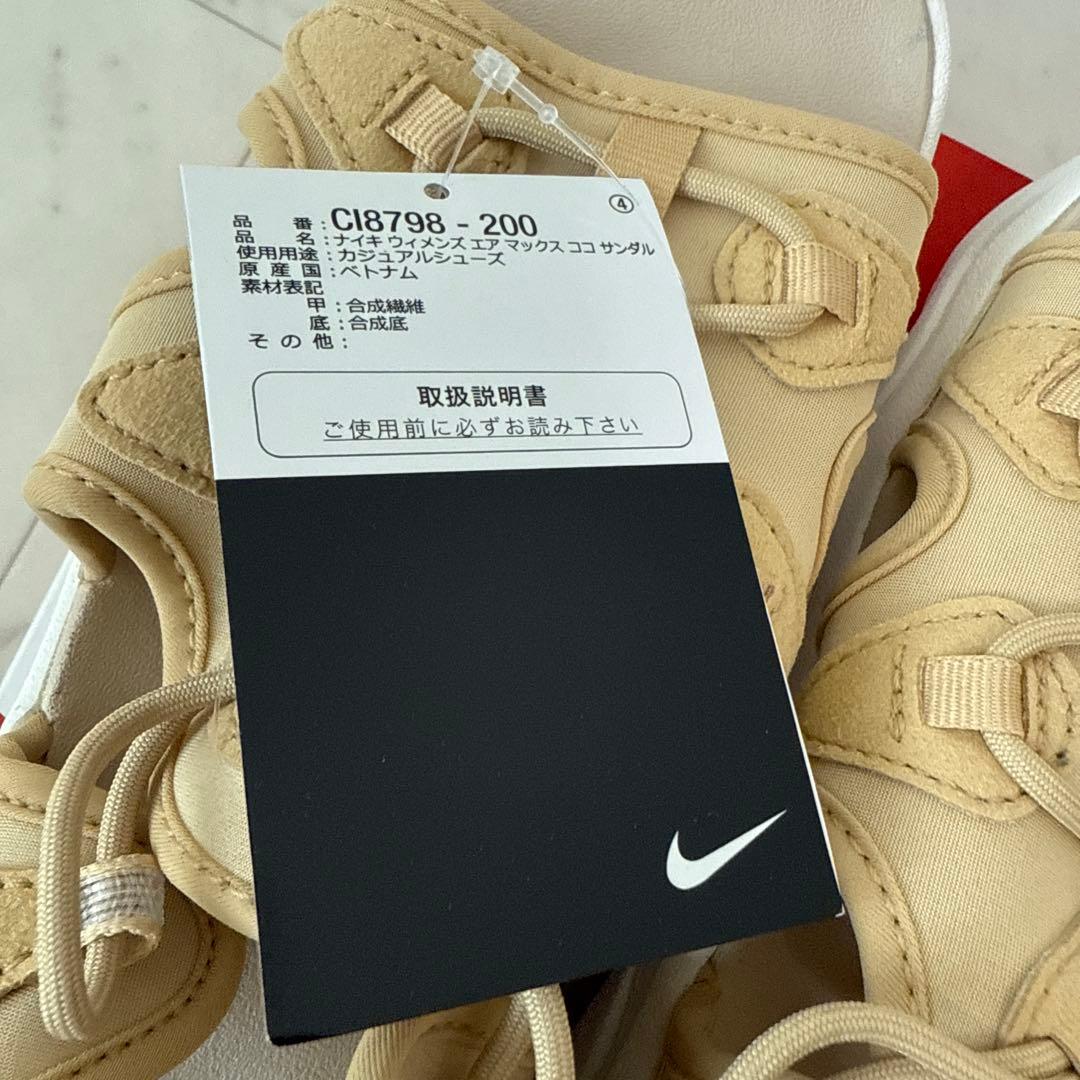 ④
品 番：CI8798 - 200
品 名：ナイキ ウィメンズ エア マックス ココ サンダル
使用用途：カジュアルシューズ
原 産 国：ベトナム
素材表記
甲：合成繊維
底：合成底
そ の 他：
取扱説明書
ご使用前に必ずお読み下さい